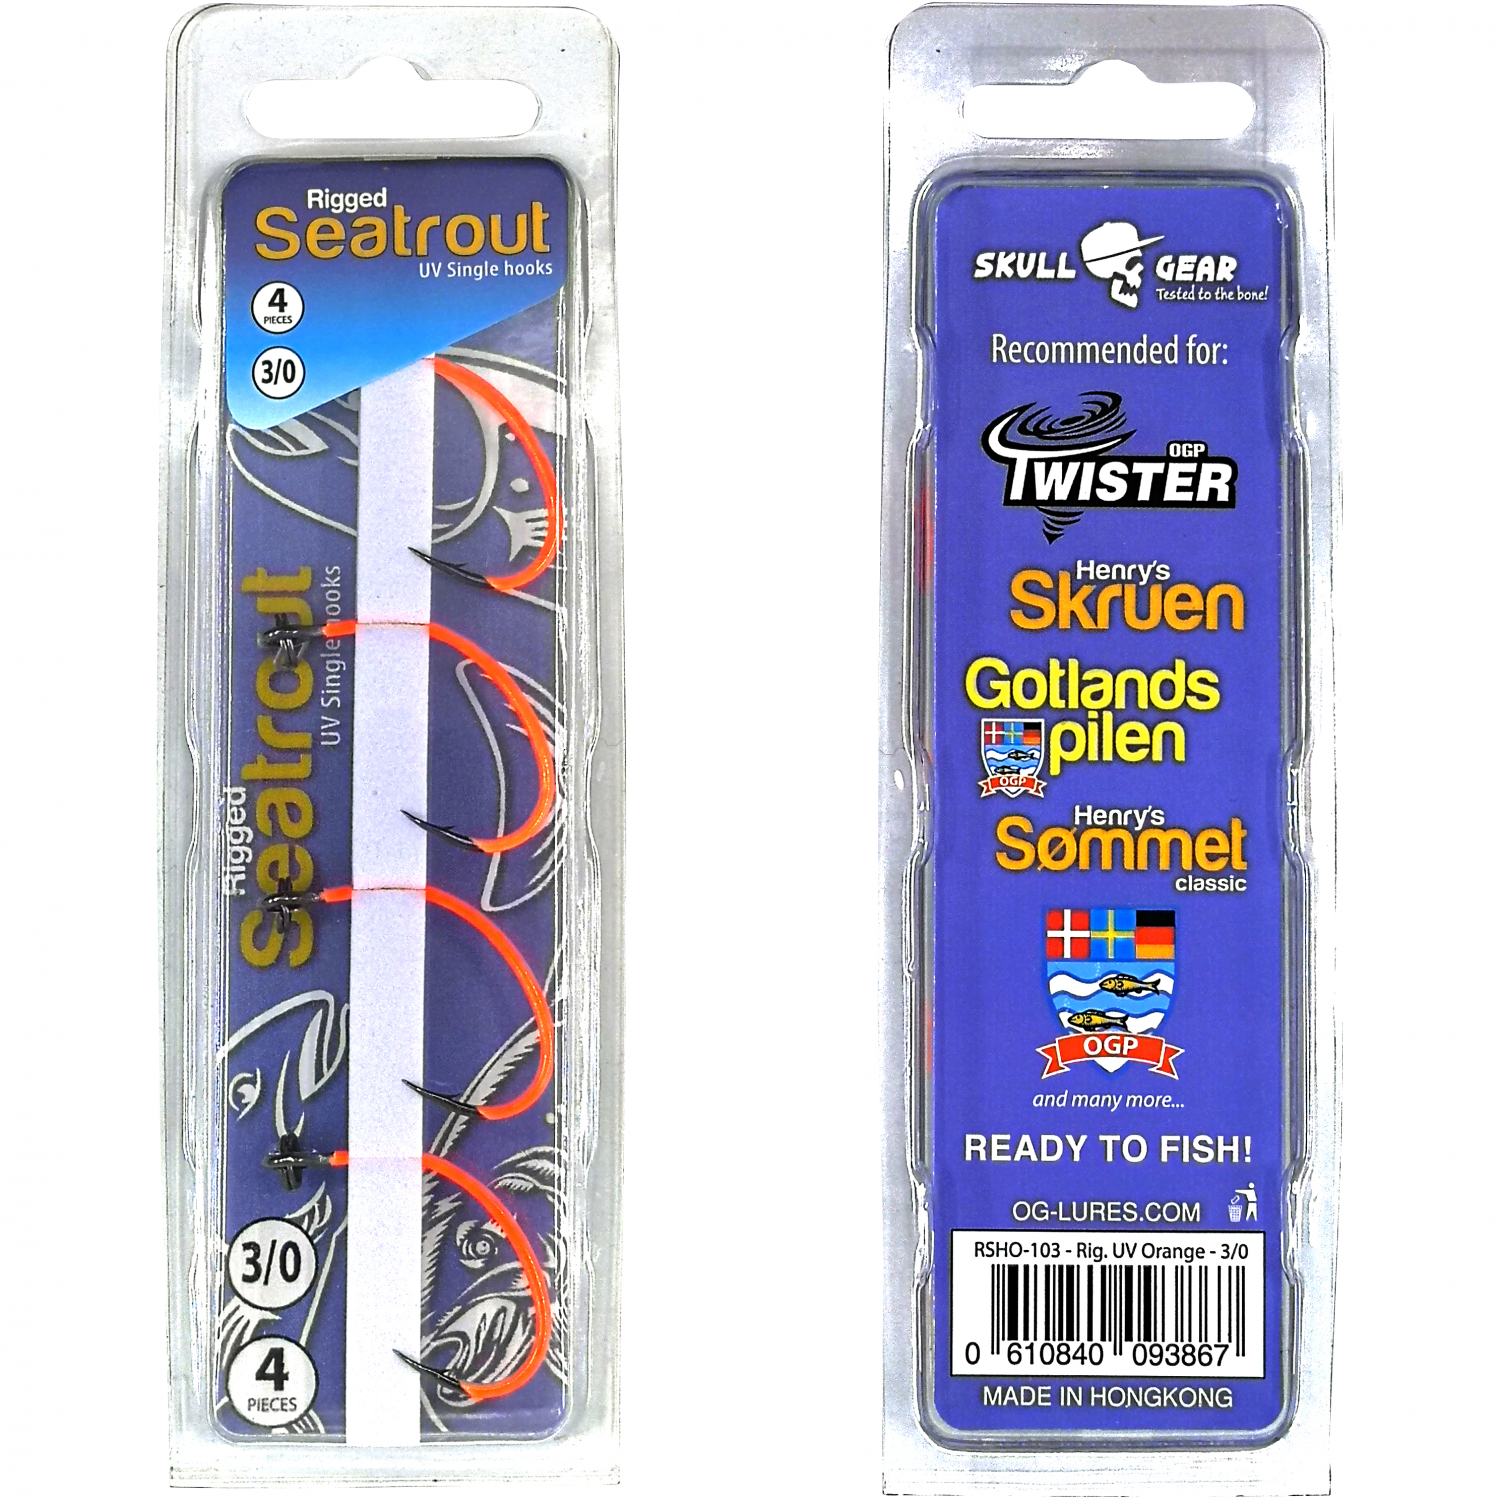 Rigged
Seatrout
UV Single hooks
4
PIECES
3/0
Rigged
Seatrout
UV Single hooks
3/0
4
PIECES
SKULL GEAR
Tested to the bone!
Recommended for:
OGP
TWISTER
Henry's
Skruen
Gotlands
pilen
OGP
Henry's
Sømmet
classic
OGP
and many more...
READY TO FISH!
OG-LURES.COM
RSHO-103 - Rig. UV Orange - 3/0
0 610840 093867
MADE IN HONGKONG